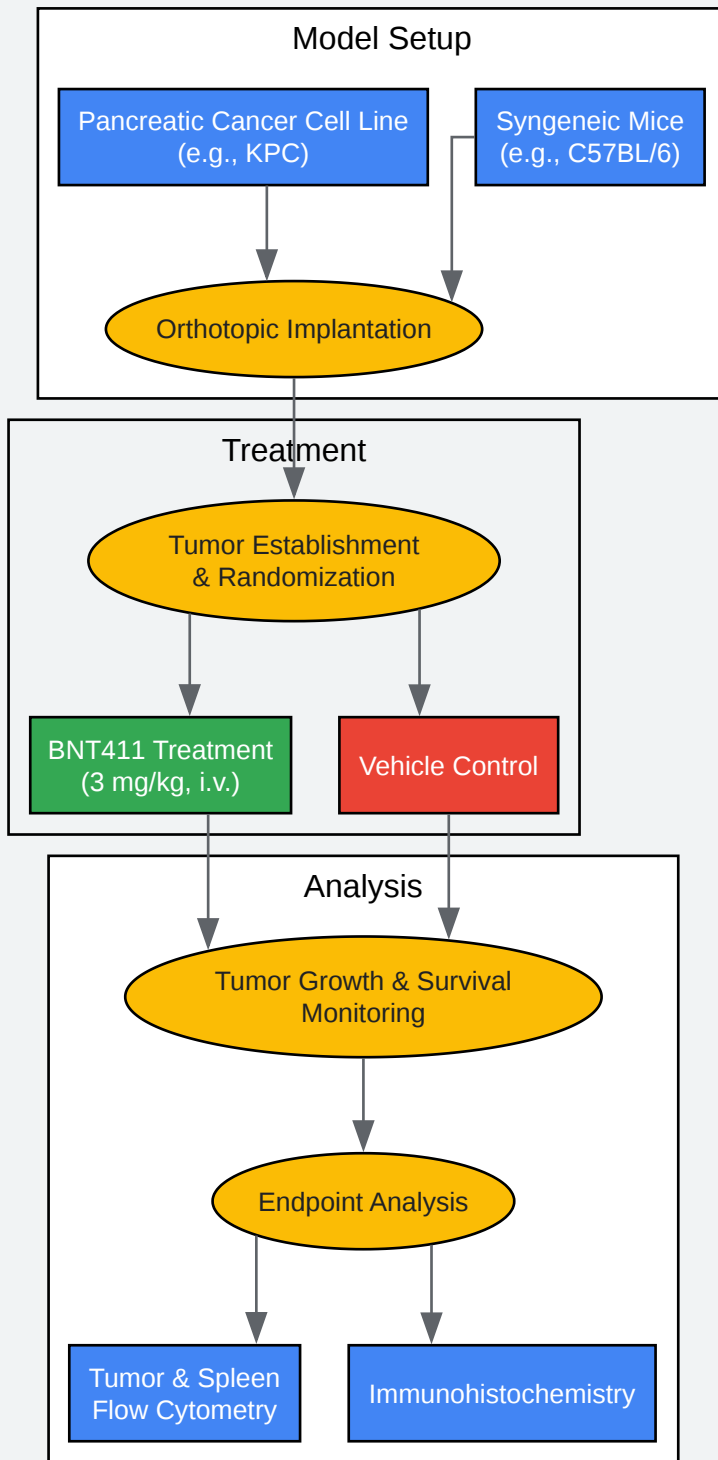 Model Setup
Pancreatic Cancer Cell Line
(e.g., KPC)
Syngeneic Mice
(e.g., C57BL/6)
Orthotopic Implantation
Treatment
Tumor Establishment
& Randomization
BNT411 Treatment
(3 mg/kg, i.v.)
Vehicle Control
Analysis
Tumor Growth & Survival
Monitoring
Endpoint Analysis
Tumor & Spleen
Flow Cytometry
Immunohistochemistry